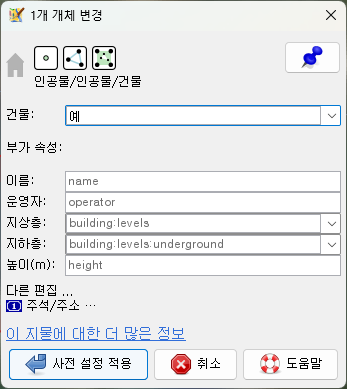 1개 개체 변경
인공물/인공물/건물
건물: 예
부가 속성:
이름: name
운영자: operator
지상층: building:levels
지하층: building:levels:underground
높이(m): height
다른 편집 ...
1 주석/주소 …
이 지물에 대한 더 많은 정보
사전 설정 적용 취소 도움말